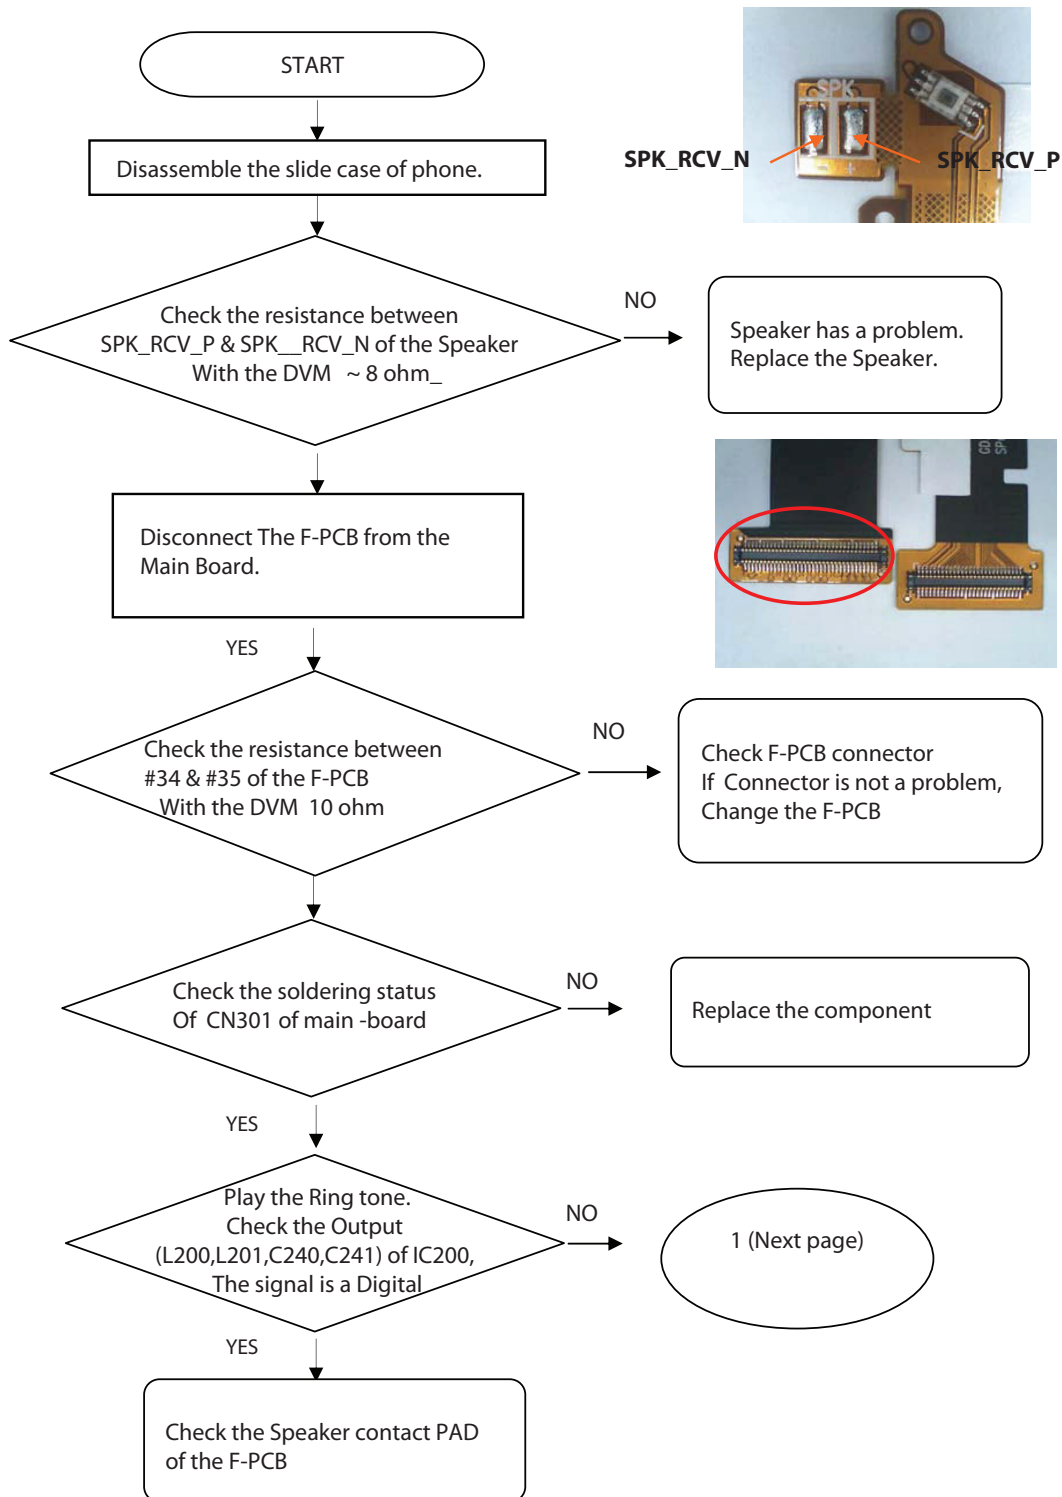 START
Disassemble the slide case of phone.
SPK
SPK_RCV_N
SPK_RCV_P
- +
Check the resistance between
SPK_RCV_P & SPK__RCV_N of the Speaker
With the DVM ~ 8 ohm_
NO
Speaker has a problem.
Replace the Speaker.
Disconnect The F-PCB from the
Main Board.
GD
SP
YES
Check the resistance between
#34 & #35 of the F-PCB
With the DVM 10 ohm
NO
Check F-PCB connector
If Connector is not a problem,
Change the F-PCB
Check the soldering status
Of CN301 of main -board
NO
Replace the component
YES
Play the Ring tone.
Check the Output
(L200,L201,C240,C241) of IC200,
The signal is a Digital
NO
1 (Next page)
YES
Check the Speaker contact PAD
of the F-PCB